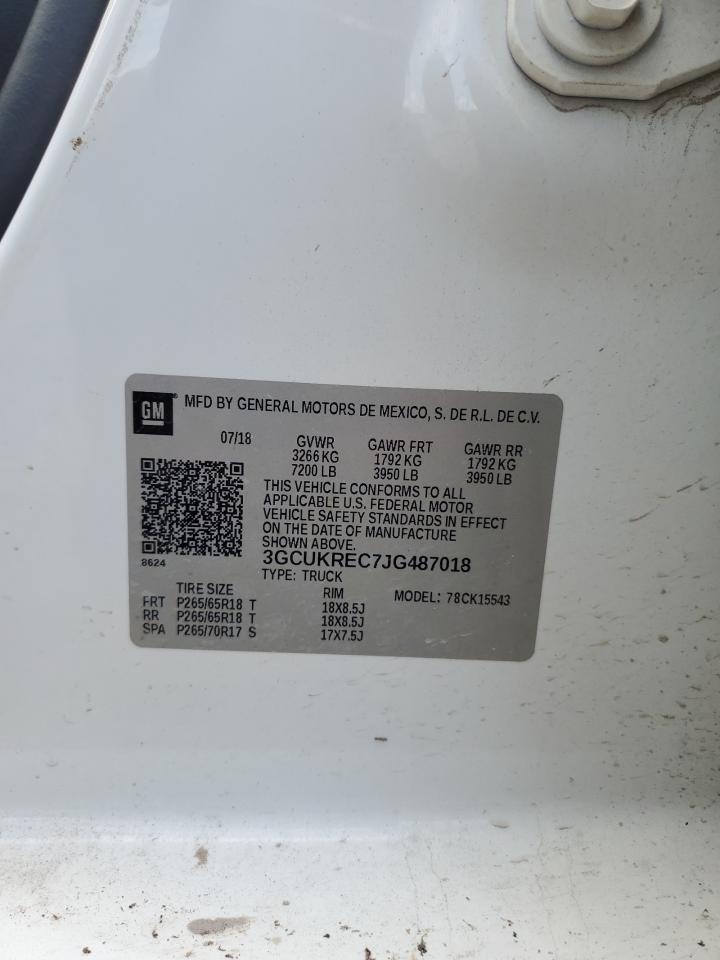 GM
MFD BY GENERAL MOTORS DE MEXICO, S. DE R.L. DE C.V.
07/18 GVWR GAWR FRT GAWR RR
3266 KG 1792 KG 1792 KG
7200 LB 3950 LB 3950 LB
THIS VEHICLE CONFORMS TO ALL
APPLICABLE U.S. FEDERAL MOTOR
VEHICLE SAFETY STANDARDS IN EFFECT
ON THE DATE OF MANUFACTURE
SHOWN ABOVE.
8624
3GCUKREC7JG487018
TYPE: TRUCK
TIRE SIZE RIM MODEL: 78CK15543
FRT P265/65R18 T 18X8.5J
RR P265/65R18 T 18X8.5J
SPA P265/70R17 S 17X7.5J